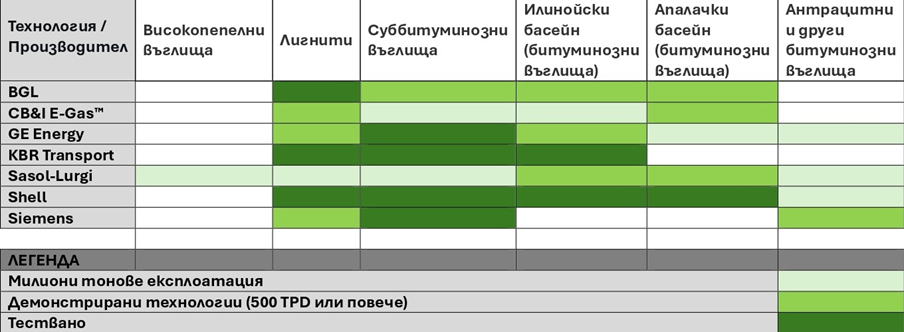 Технология /
Производител
Високопепелни
въглища
Лигнити
Суббитуминозни
въглища
Илинойски
басейн
(битуминозни
въглища)
Апалачки
басейн
(битуминозни
въглища)
Антрацитни
и други
битуминозни
въглища
BGL
CB&I E-Gas™
GE Energy
KBR Transport
Sasol-Lurgi
Shell
Siemens
ЛЕГЕНДА
Милиони тонове експлоатация
Демонстрирани технологии (500 TPD или повече)
Тествано